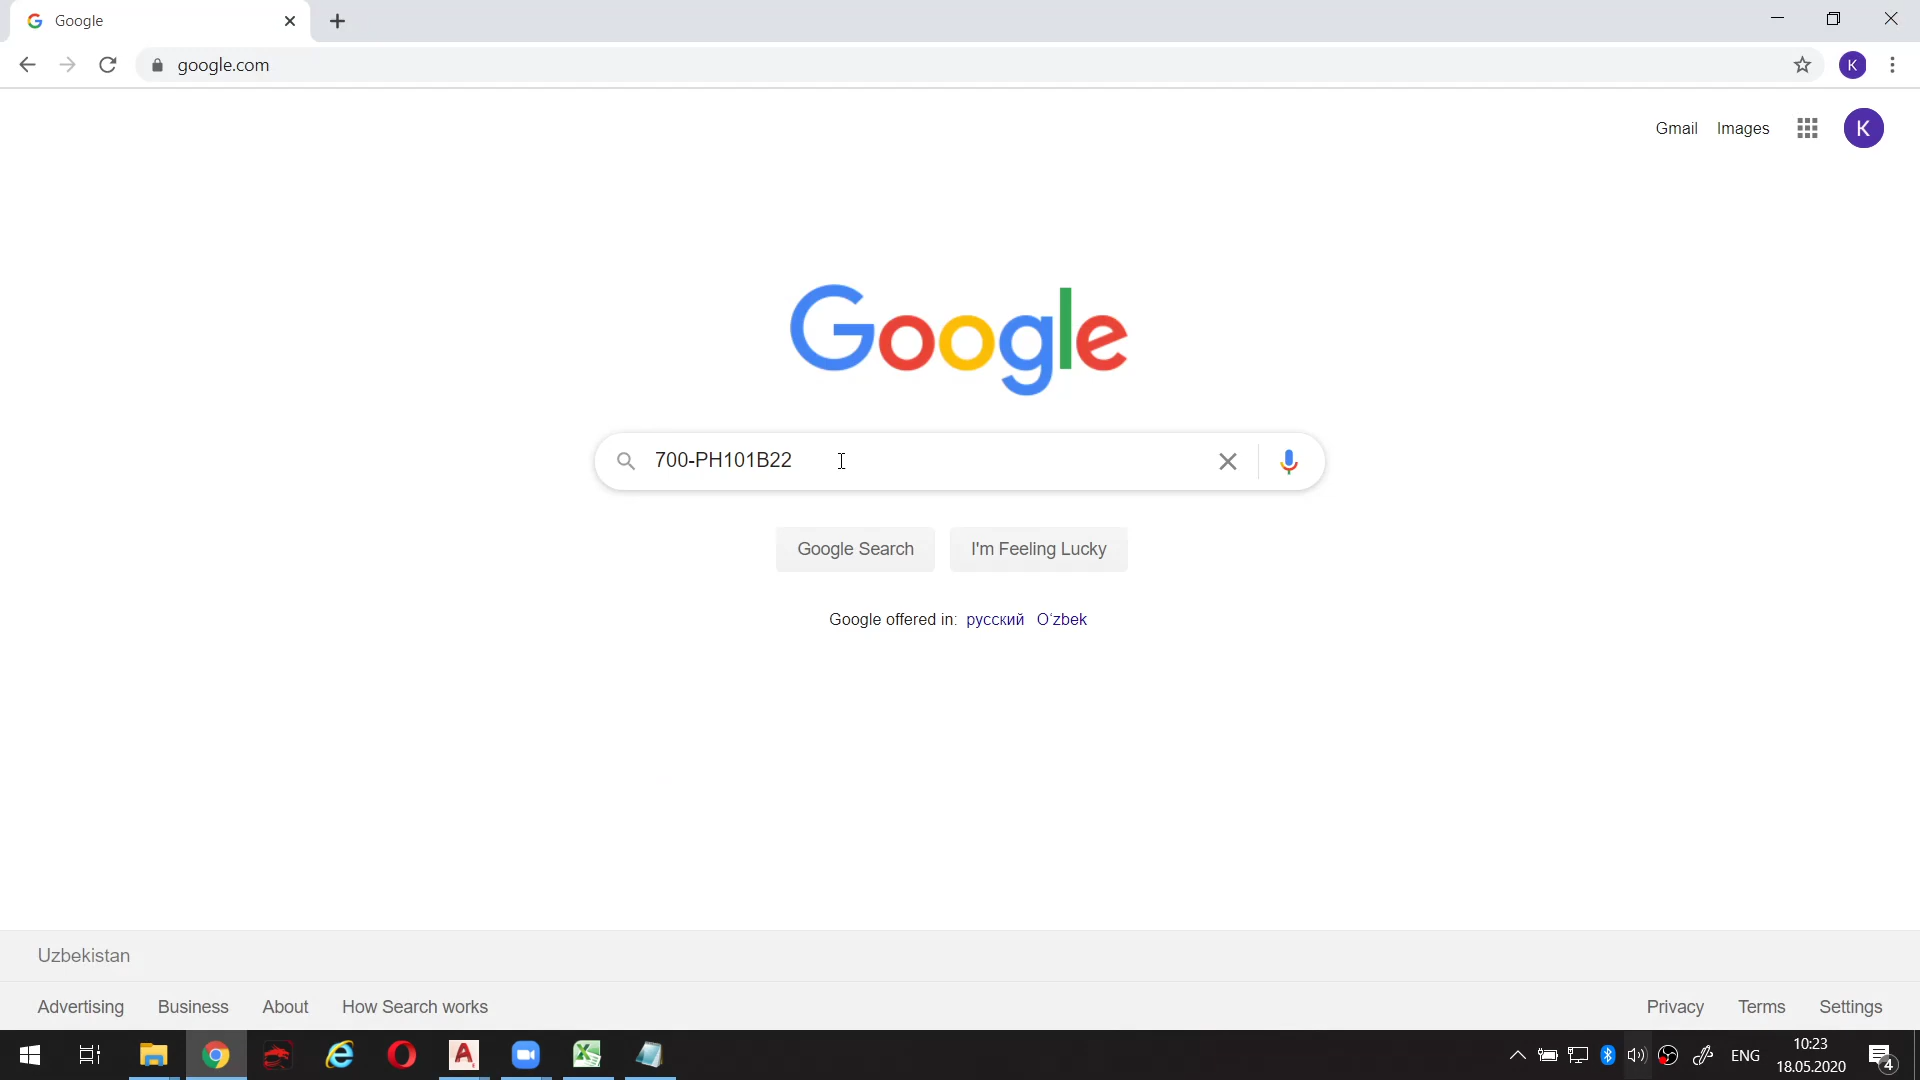 Google
google.com
Gmail Images K
K
Google
700-PH101B22
Google Search I'm Feeling Lucky
Google offered in: русский O'zbek
Uzbekistan
Advertising Business About How Search works Privacy Terms Settings
ENG 10:23
18.05.2020 4